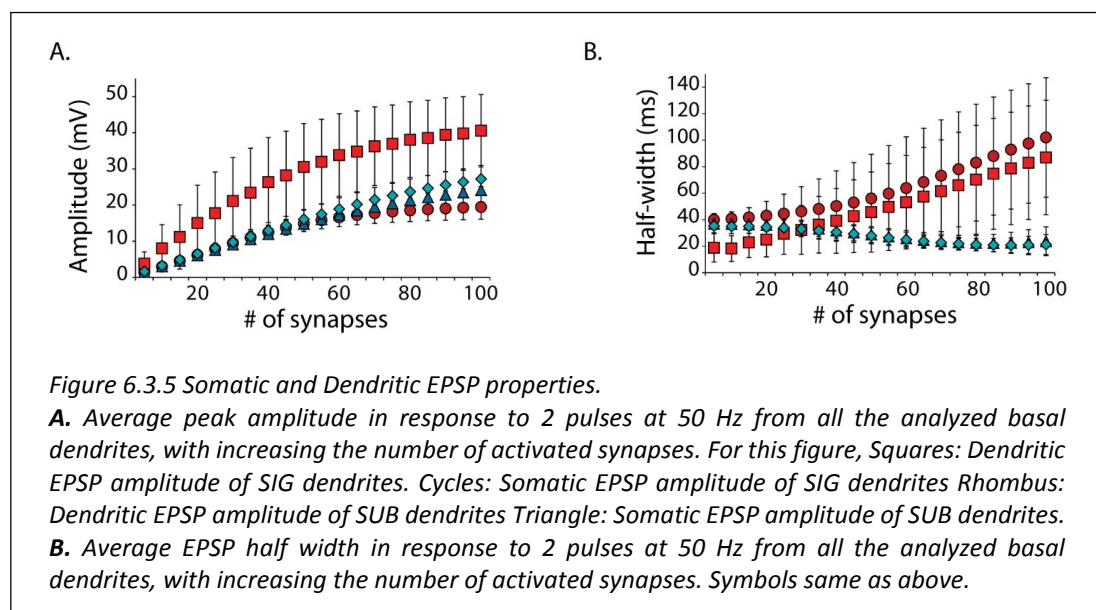 A.
B.
Amplitude (mV)
50
40
30
20
10
0
20 40 60 80 100
# of synapses
Half-width (ms)
140
120
100
80
60
40
20
0
20 40 60 80 100
# of synapses
Figure 6.3.5 Somatic and Dendritic EPSP properties.
A. Average peak amplitude in response to 2 pulses at 50 Hz from all the analyzed basal
dendrites, with increasing the number of activated synapses. For this figure, Squares: Dendritic
EPSP amplitude of SIG dendrites. Cycles: Somatic EPSP amplitude of SIG dendrites Rhombus:
Dendritic EPSP amplitude of SUB dendrites Triangle: Somatic EPSP amplitude of SUB dendrites.
B. Average EPSP half width in response to 2 pulses at 50 Hz from all the analyzed basal
dendrites, with increasing the number of activated synapses. Symbols same as above.